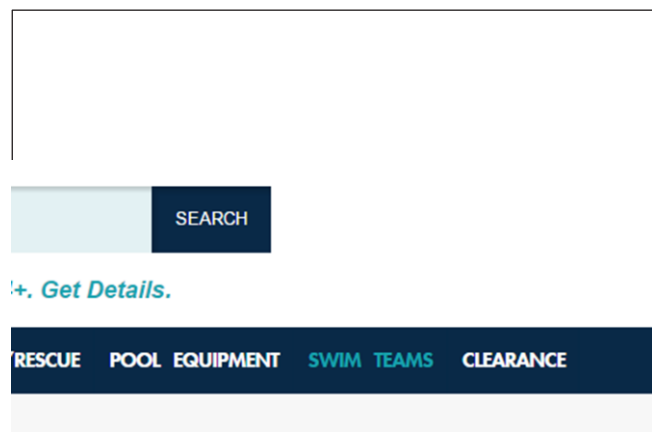 SEARCH
+. Get Details.
/RESCUE POOL EQUIPMENT SWIM TEAMS CLEARANCE